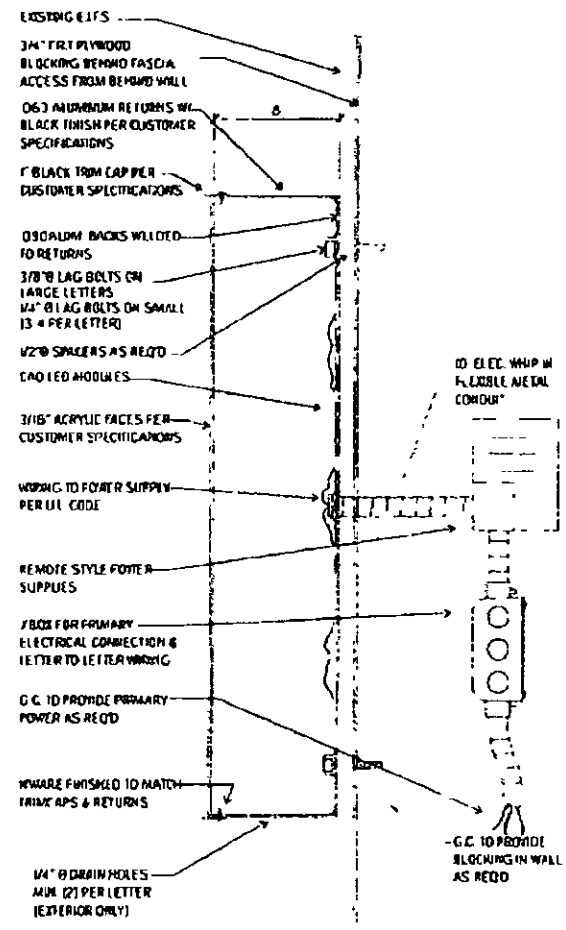 EXISTING E.I.F.S
3/4" F.R.T PLYWOOD
BLOCKING BEHIND FASCIA
ACCESS FROM BEHIND WALL
.063 ALUMINUM RETURNS W/
BLACK FINISH PER CUSTOMER
SPECIFICATIONS
8
1" BLACK TRIM CAP PER
CUSTOMER SPECIFICATIONS
.090 ALUM. BACKS WELDED
TO RETURNS
3/8"Ø LAG BOLTS ON
LARGE LETTERS
1/4" Ø LAG BOLTS ON SMALL
(3-4 PER LETTER)
1/2"Ø SPACERS AS REQ'D
LED MODULES
3/16" ACRYLIC FACES PER
CUSTOMER SPECIFICATIONS
WIRING TO POWER SUPPLY
PER U.L. CODE
REMOTE STYLE POWER
SUPPLIES
J BOX FOR PRIMARY
ELECTRICAL CONNECTION &
LETTER TO LETTER WIRING
G.C. TO PROVIDE PRIMARY
POWER AS REQ'D
FINISHED TO MATCH
TRIMCAPS & RETURNS
1/4" Ø DRAIN HOLES
MIN. (2) PER LETTER
(EXTERIOR ONLY)
ELEC. WHIP IN
FLEXIBLE METAL
CONDUIT
G.C. TO PROVIDE
BLOCKING IN WALL
AS REQ'D